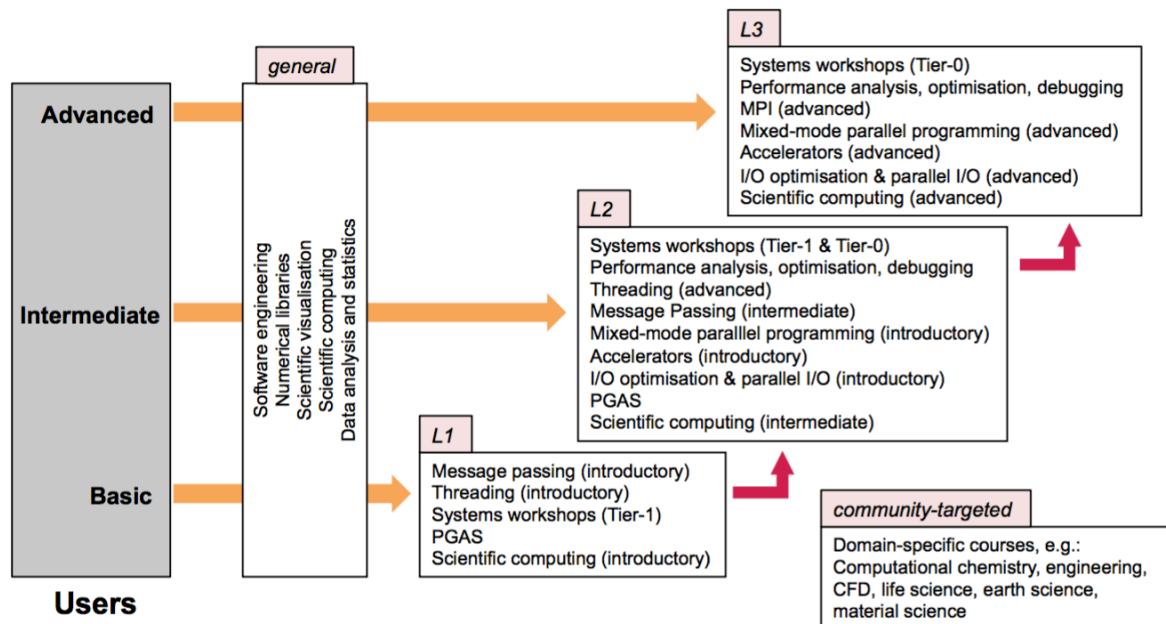 general
Advanced
Intermediate
Basic
Users
Software engineering
Numerical libraries
Scientific visualisation
Scientific computing
Data analysis and statistics
L3
Systems workshops (Tier-0)
Performance analysis, optimisation, debugging
MPI (advanced)
Mixed-mode parallel programming (advanced)
Accelerators (advanced)
I/O optimisation & parallel I/O (advanced)
Scientific computing (advanced)
L2
Systems workshops (Tier-1 & Tier-0)
Performance analysis, optimisation, debugging
Threading (advanced)
Message Passing (intermediate)
Mixed-mode paralllel programming (introductory)
Accelerators (introductory)
I/O optimisation & parallel I/O (introductory)
PGAS
Scientific computing (intermediate)
L1
Message passing (introductory)
Threading (introductory)
Systems workshops (Tier-1)
PGAS
Scientific computing (introductory)
community-targeted
Domain-specific courses, e.g.:
Computational chemistry, engineering,
CFD, life science, earth science,
material science